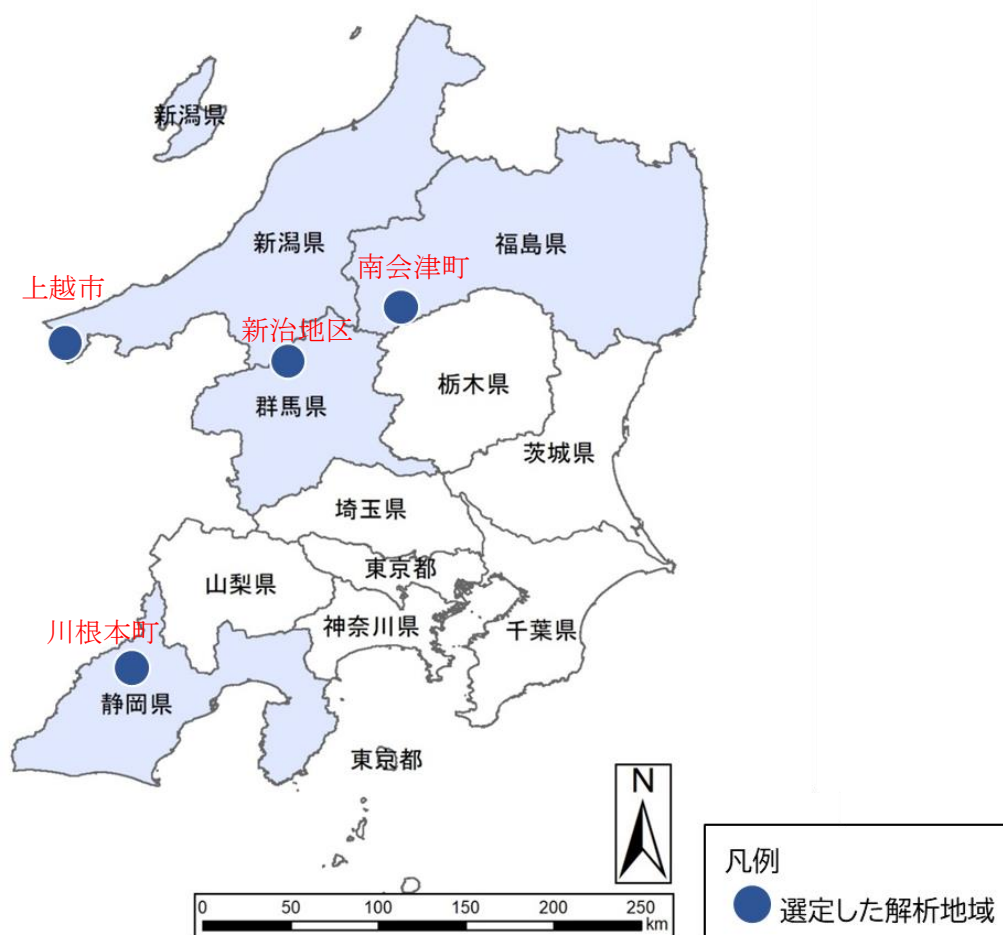 新潟県
新潟県
福島県
南会津町
上越市
新治地区
群馬県
栃木県
茨城県
埼玉県
東京都
山梨県
神奈川県
千葉県
川根本町
静岡県
東京都
N
0 50 100 150 200 250
km
凡例
選定した解析地域